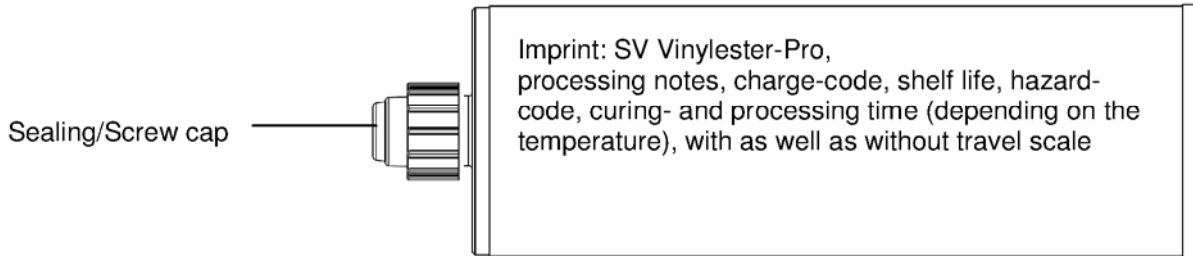 Imprint: SV Vinylester-Pro,
processing notes, charge-code, shelf life, hazard-
code, curing- and processing time (depending on the
temperature), with as well as without travel scale
Sealing/Screw cap